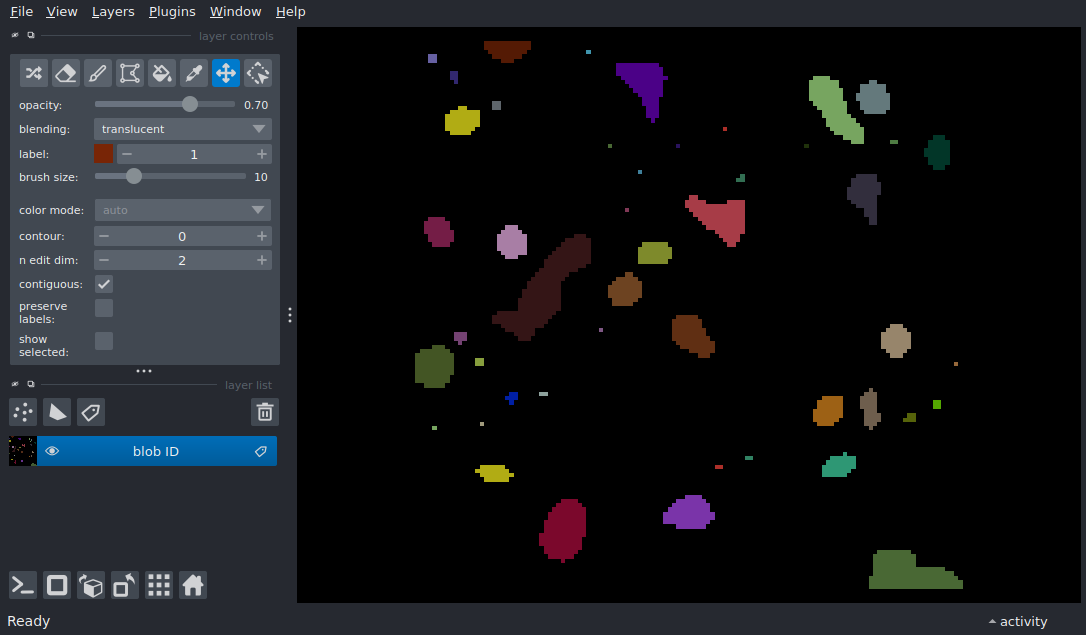 File View Layers Plugins Window Help
layer controls
opacity: 0.70
blending: translucent
label: 1
brush size: 10
color mode: auto
contour: 0
n edit dim: 2
contiguous:
preserve
labels:
show
selected:
layer list
blob ID
Ready
activity